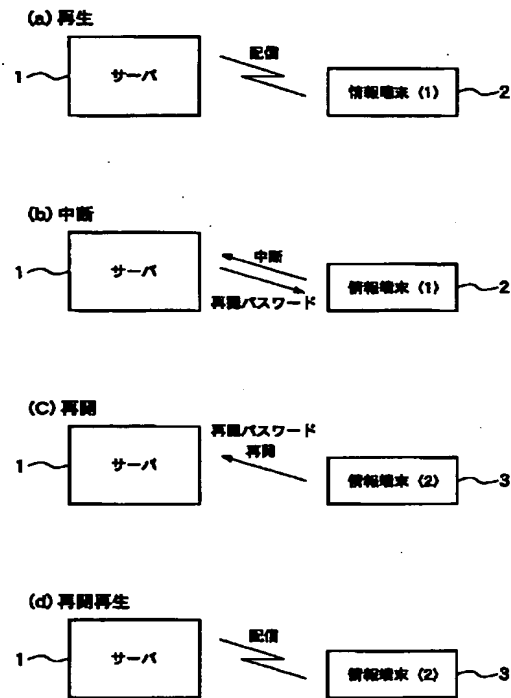 (a) 再生
1
サーバ
配信
情報端末 (1)
2
(b) 中断
1
サーバ
中断
再開パスワード
情報端末 (1)
2
(C) 再開
1
サーバ
再開パスワード
再開
情報端末 (2)
3
(d) 再開再生
1
サーバ
配信
情報端末 (2)
3